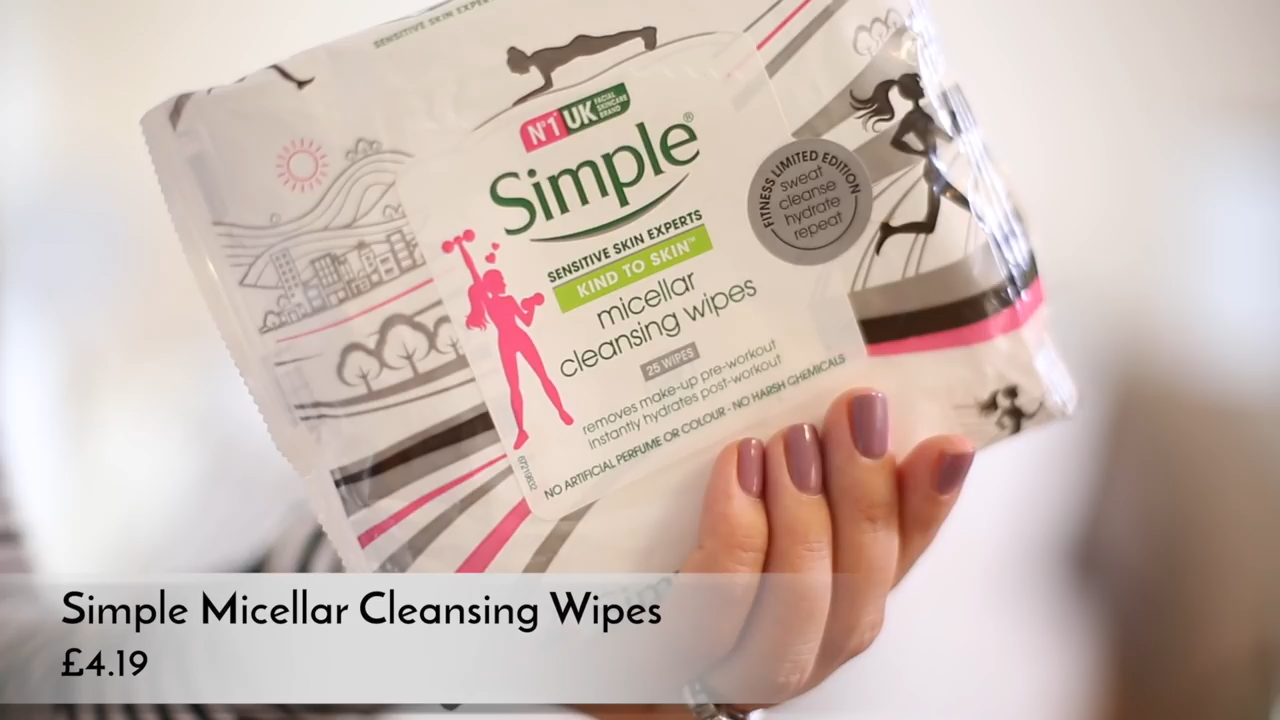 SENSITIVE SKIN EXPER
N°1 UK FACIAL SKINCARE BRAND
Simple®
SENSITIVE SKIN EXPERTS
KIND TO SKIN™
micellar
cleansing wipes
25 WIPES
removes make-up pre-workout
instantly hydrates post-workout
NO ARTIFICIAL PERFUME OR COLOUR - NO HARSH CHEMICALS
FITNESS LIMITED EDITION
sweat
cleanse
hydrate
repeat
Simple Micellar Cleansing Wipes
£4.19